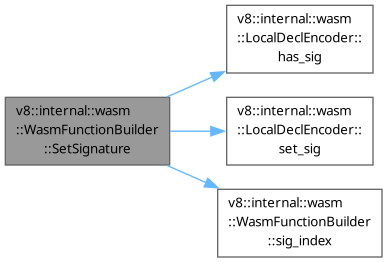 v8::internal::wasm
::WasmFunctionBuilder
::SetSignature
v8::internal::wasm
::LocalDeclEncoder::
has_sig
v8::internal::wasm
::LocalDeclEncoder::
set_sig
v8::internal::wasm
::WasmFunctionBuilder
::sig_index